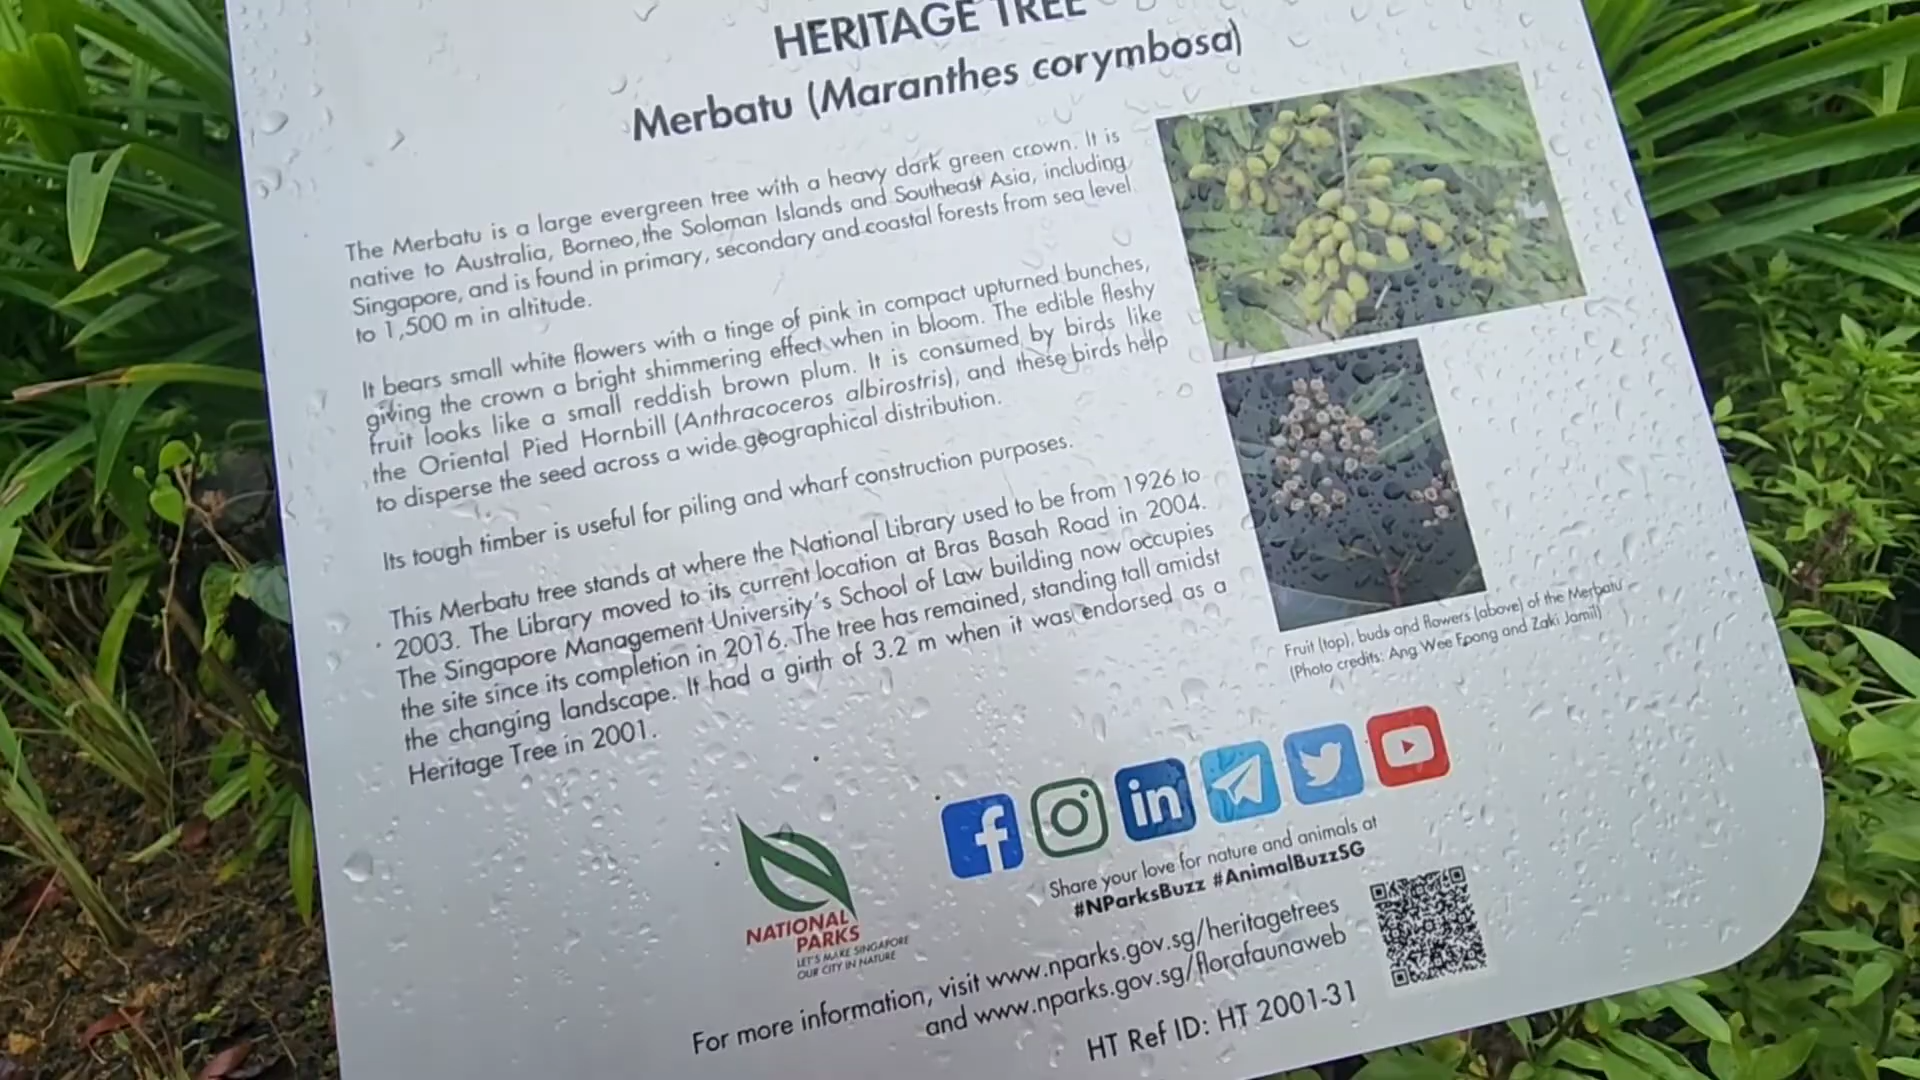 HERITAGE TREE
Merbatu (Maranthes corymbosa)
The Merbatu is a large evergreen tree with a heavy dark green crown. It is
native to Australia, Borneo, the Soloman Islands and Southeast Asia, including
Singapore, and is found in primary, secondary and coastal forests from sea level
to 1,500 m in altitude.
It bears small white flowers with a tinge of pink in compact upturned bunches,
giving the crown a bright shimmering effect when in bloom. The edible fleshy
fruit looks like a small reddish brown plum. It is consumed by birds like
the Oriental Pied Hornbill (Anthracoceros albirostris), and these birds help
to disperse the seed across a wide geographical distribution.
Its tough timber is useful for piling and wharf construction purposes.
This Merbatu tree stands at where the National Library used to be from 1926 to
2003. The Library moved to its current location at Bras Basah Road in 2004.
The Singapore Management University's School of Law building now occupies
the site since its completion in 2016. The tree has remained, standing tall amidst
the changing landscape. It had a girth of 3.2 m when it was endorsed as a
Heritage Tree in 2001.
Fruit (top), buds and flowers (above) of the Merbatu
(Photo credits: Ang Wee Foong and Zaki Jamil)
f
in
Share your love for nature and animals at
#NParksBuzz #AnimalBuzzSG
NATIONAL
PARKS
LET'S MAKE SINGAPORE
OUR CITY IN NATURE
For more information, visit www.nparks.gov.sg/heritagetrees
and www.nparks.gov.sg/florafaunaweb
HT Ref ID: HT 2001-31